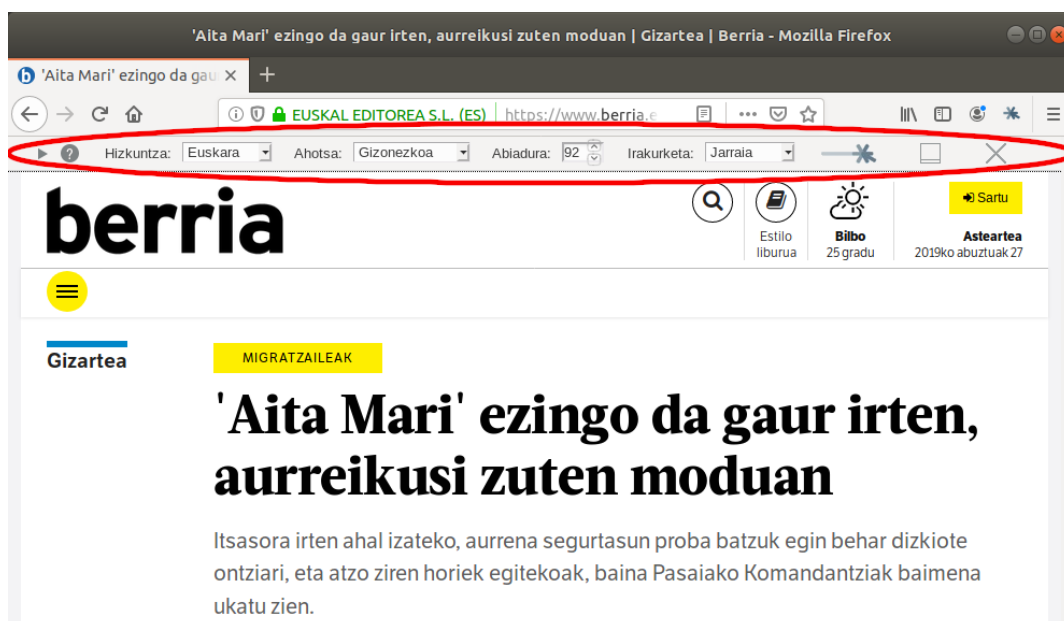 'Aita Mari' ezingo da gaur irten, aurreikusi zuten moduan | Gizartea | Berria - Mozilla Firefox
'Aita Mari' ezingo da gau
EUSKAL EDITOREA S.L. (ES) https://www.berria.e
Hizkuntza: Euskara Ahotsa: Gizonezkoa Abiadura: 92 Irakurketa: Jarraia
berria
Estilo liburua
Bilbo
25 gradu
Sartu
Asteartea
2019ko abuztuak 27
Gizartea
MIGRATZAILEAK
'Aita Mari' ezingo da gaur irten,
aurreikusi zuten moduan
Itsasora irten ahal izateko, aurrena segurtasun proba batzuk egin behar dizkiote
ontziari, eta atzo ziren horiek egitekoak, baina Pasaiako Komandantziak baimena
ukatu zien.